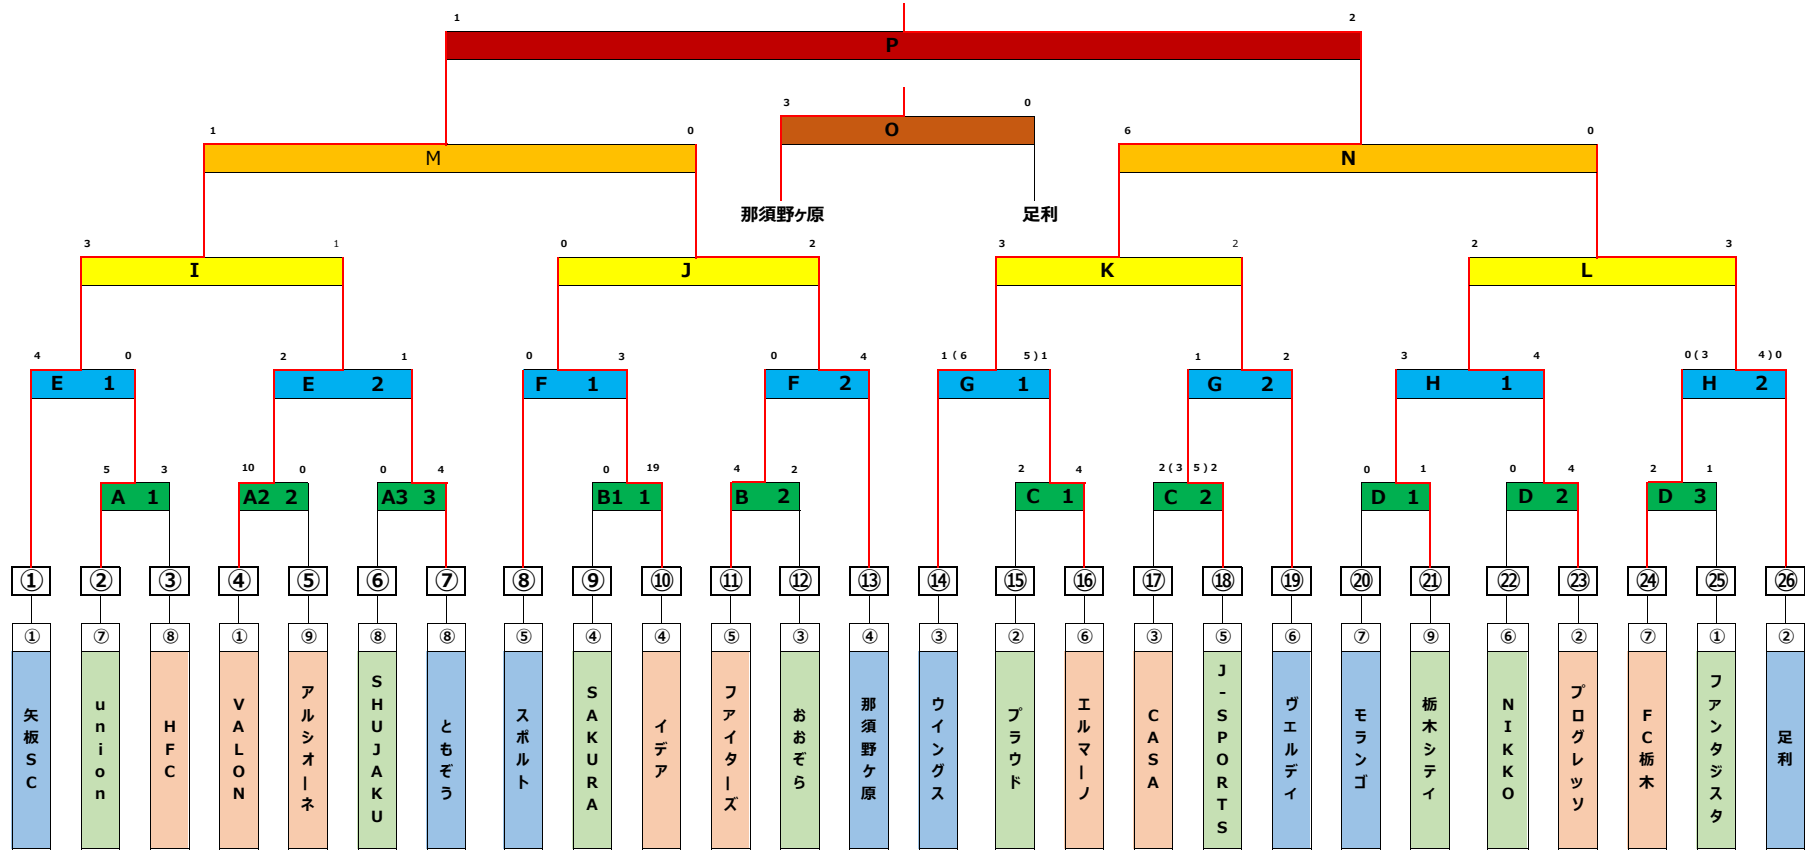 1 2
P
3 0
O
1 0 6 0
M N
那須野ヶ原 足利
3 1 0 2 3 2 2 3
I J K L
4 0 2 1 0 3 0 4 1(6 5)1 1 2 3 4 0(3 4)0
E 1 E 2 F 1 F 2 G 1 G 2 H 1 H 2
5 3 10 0 0 4 0 19 4 2 2 4 2(3 5)2 0 1 0 4 2 1
A 1 A2 2 A3 3 B1 1 B 2 C 1 C 2 D 1 D 2 D 3
① ② ③ ④ ⑤ ⑥ ⑦ ⑧ ⑨ ⑩ ⑪ ⑫ ⑬ ⑭ ⑮ ⑯ ⑰ ⑱ ⑲ ⑳ ㉑ ㉒ ㉓ ㉔ ㉕ ㉖
① ⑦ ⑧ ① ⑨ ⑧ ⑧ ⑤ ④ ④ ⑤ ③ ④ ③ ② ⑥ ③ ⑤ ⑥ ⑦ ⑨ ⑥ ② ⑦ ① ②
矢板SC
union
HFC
VALON
アルシオーネ
SHUJAKU
ともぞう
スポルト
SAKURA
イデア
ファイターズ
おおぞら
那須野ケ原
ウイングス
プラウド
エルマーノ
CASA
J-SPORTS
ヴエルデイ
モランゴ
栃木シテイ
NIKKO
プログレッソ
FC栃木
ファンタジスタ
足利